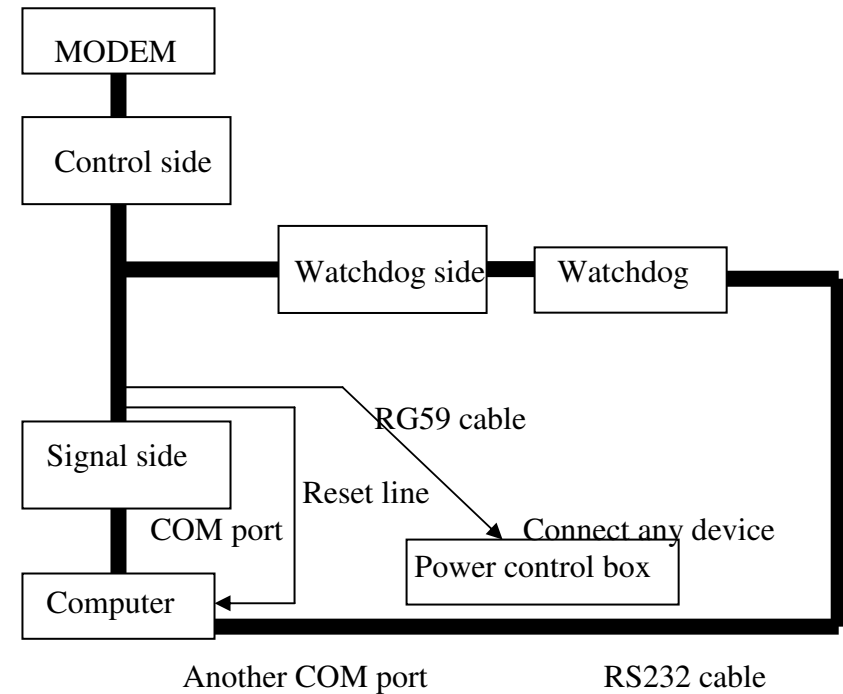 MODEM
Control side
Watchdog side
Watchdog
RG59 cable
Signal side
Reset line
COM port
Connect any device
Power control box
Computer
Another COM port
RS232 cable